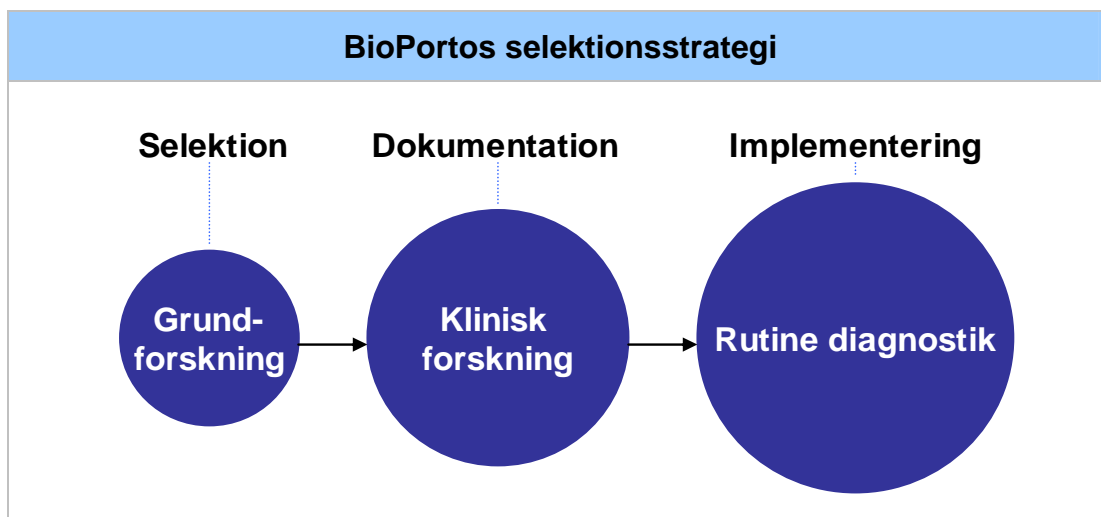 BioPortos selektionsstrategi
Selektion
Dokumentation
Implementering
Grund-
forskning
Klinisk
forskning
Rutine diagnostik